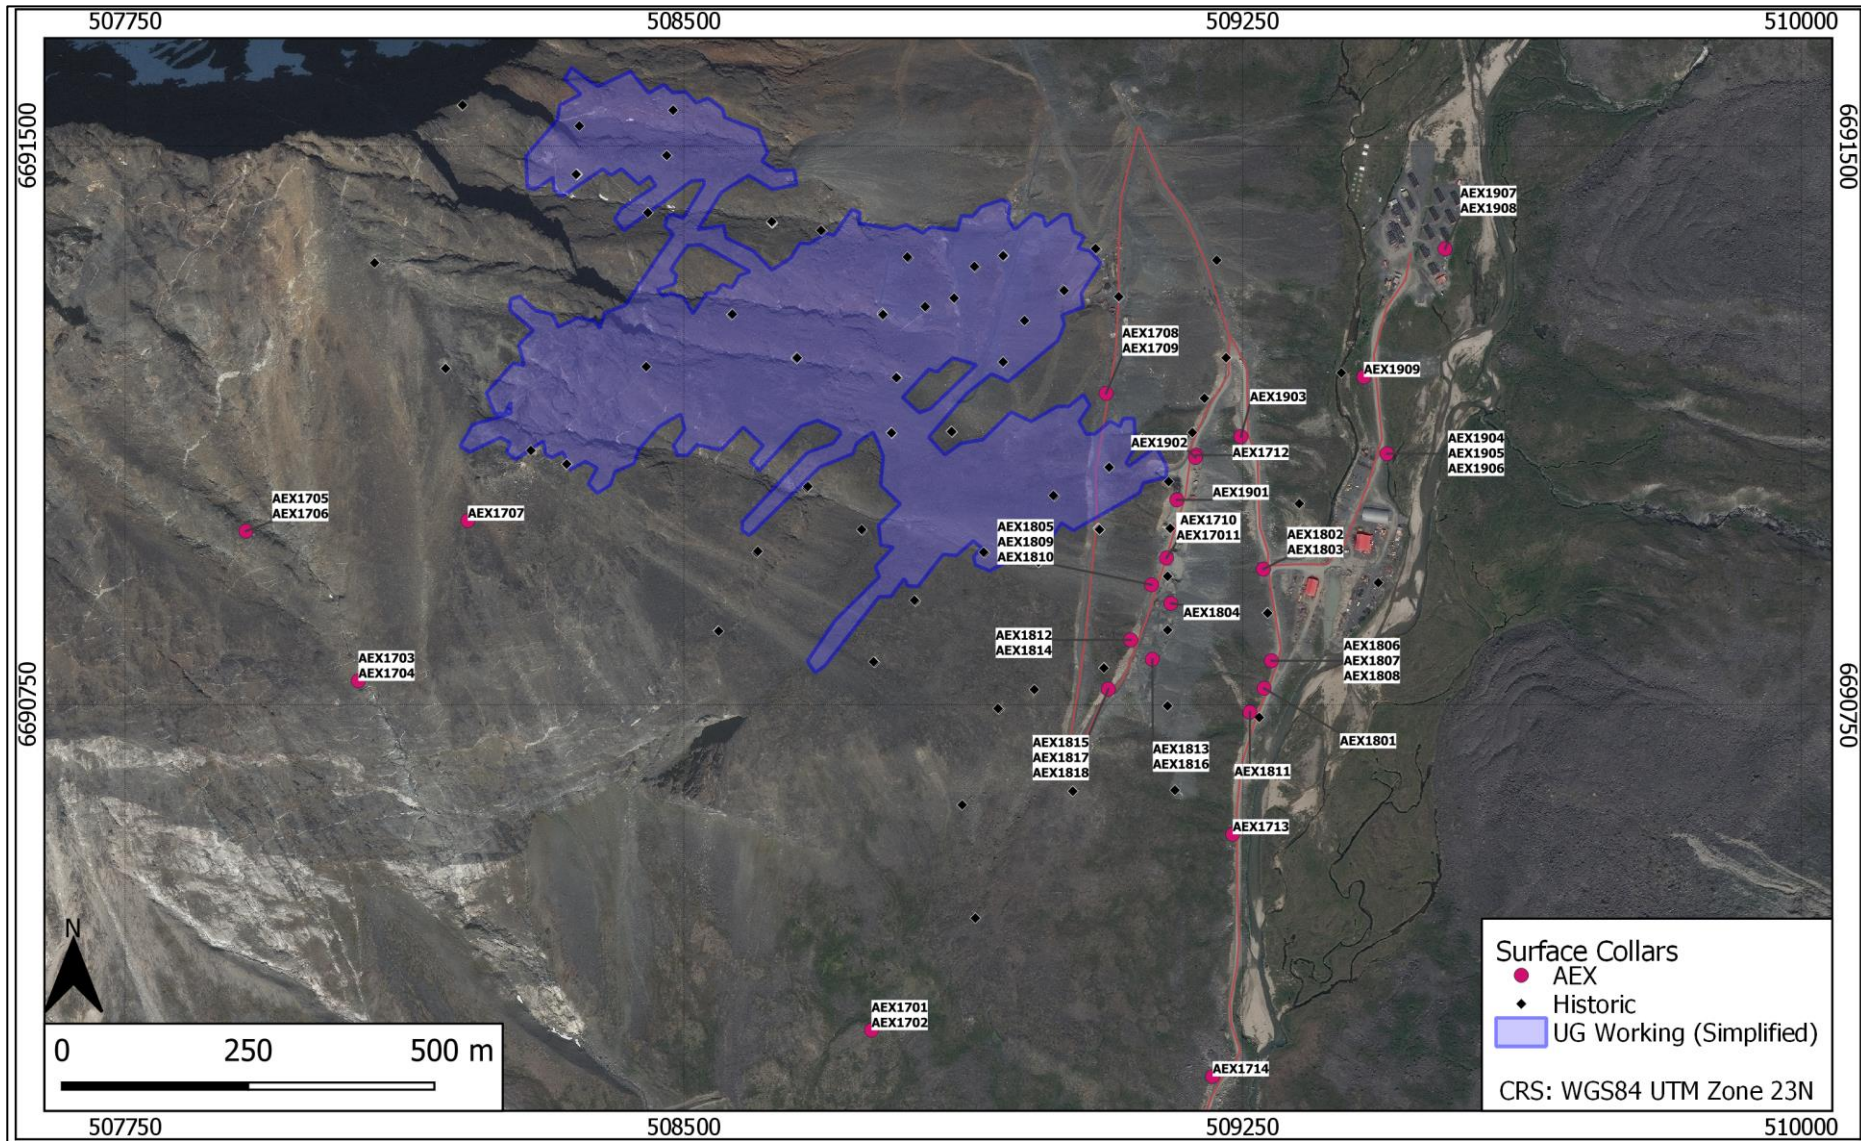 507750
508500
509250
510000
6691500
6691500
AEX1907
AEX1908
AEX1708
AEX1709
AEX1909
AEX1903
AEX1902
AEX1712
AEX1904
AEX1905
AEX1906
AEX1705
AEX1706
AEX1707
AEX1901
AEX1710
AEX17011
AEX1805
AEX1809
AEX1810
AEX1802
AEX1803
AEX1804
AEX1812
AEX1814
AEX1806
AEX1807
AEX1808
AEX1703
AEX1704
6690750
6690750
AEX1815
AEX1817
AEX1818
AEX1813
AEX1816
AEX1801
AEX1811
AEX1713
AEX1701
AEX1702
AEX1714
N
0 250 500 m
Surface Collars
AEX
Historic
UG Working (Simplified)
CRS: WGS84 UTM Zone 23N
507750
508500
509250
510000